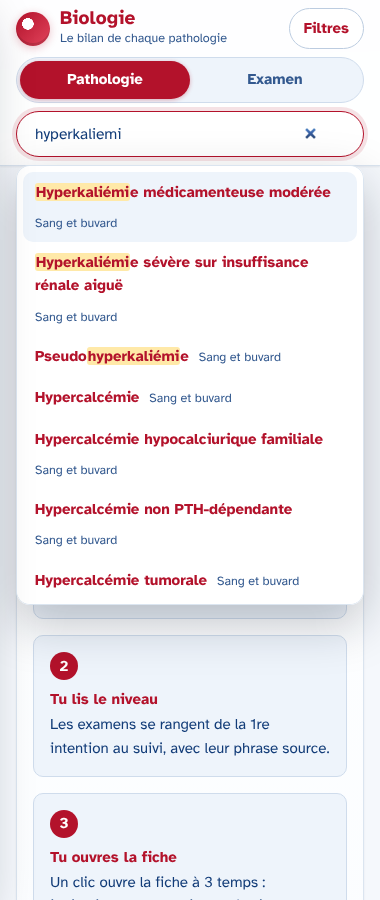 Biologie
Le bilan de chaque pathologie
Filtres
Pathologie
Examen
hyperkaliemi
Hyperkaliémie médicamenteuse modérée
Sang et buvard
Hyperkaliémie sévère sur insuffisance
rénale aiguë
Sang et buvard
Pseudohyperkaliémie Sang et buvard
Hypercalcémie Sang et buvard
Hypercalcémie hypocalciurique familiale
Sang et buvard
Hypercalcémie non PTH-dépendante
Sang et buvard
Hypercalcémie tumorale Sang et buvard
2
Tu lis le niveau
Les examens se rangent de la 1re
intention au suivi, avec leur phrase source.
3
Tu ouvres la fiche
Un clic ouvre la fiche à 3 temps :